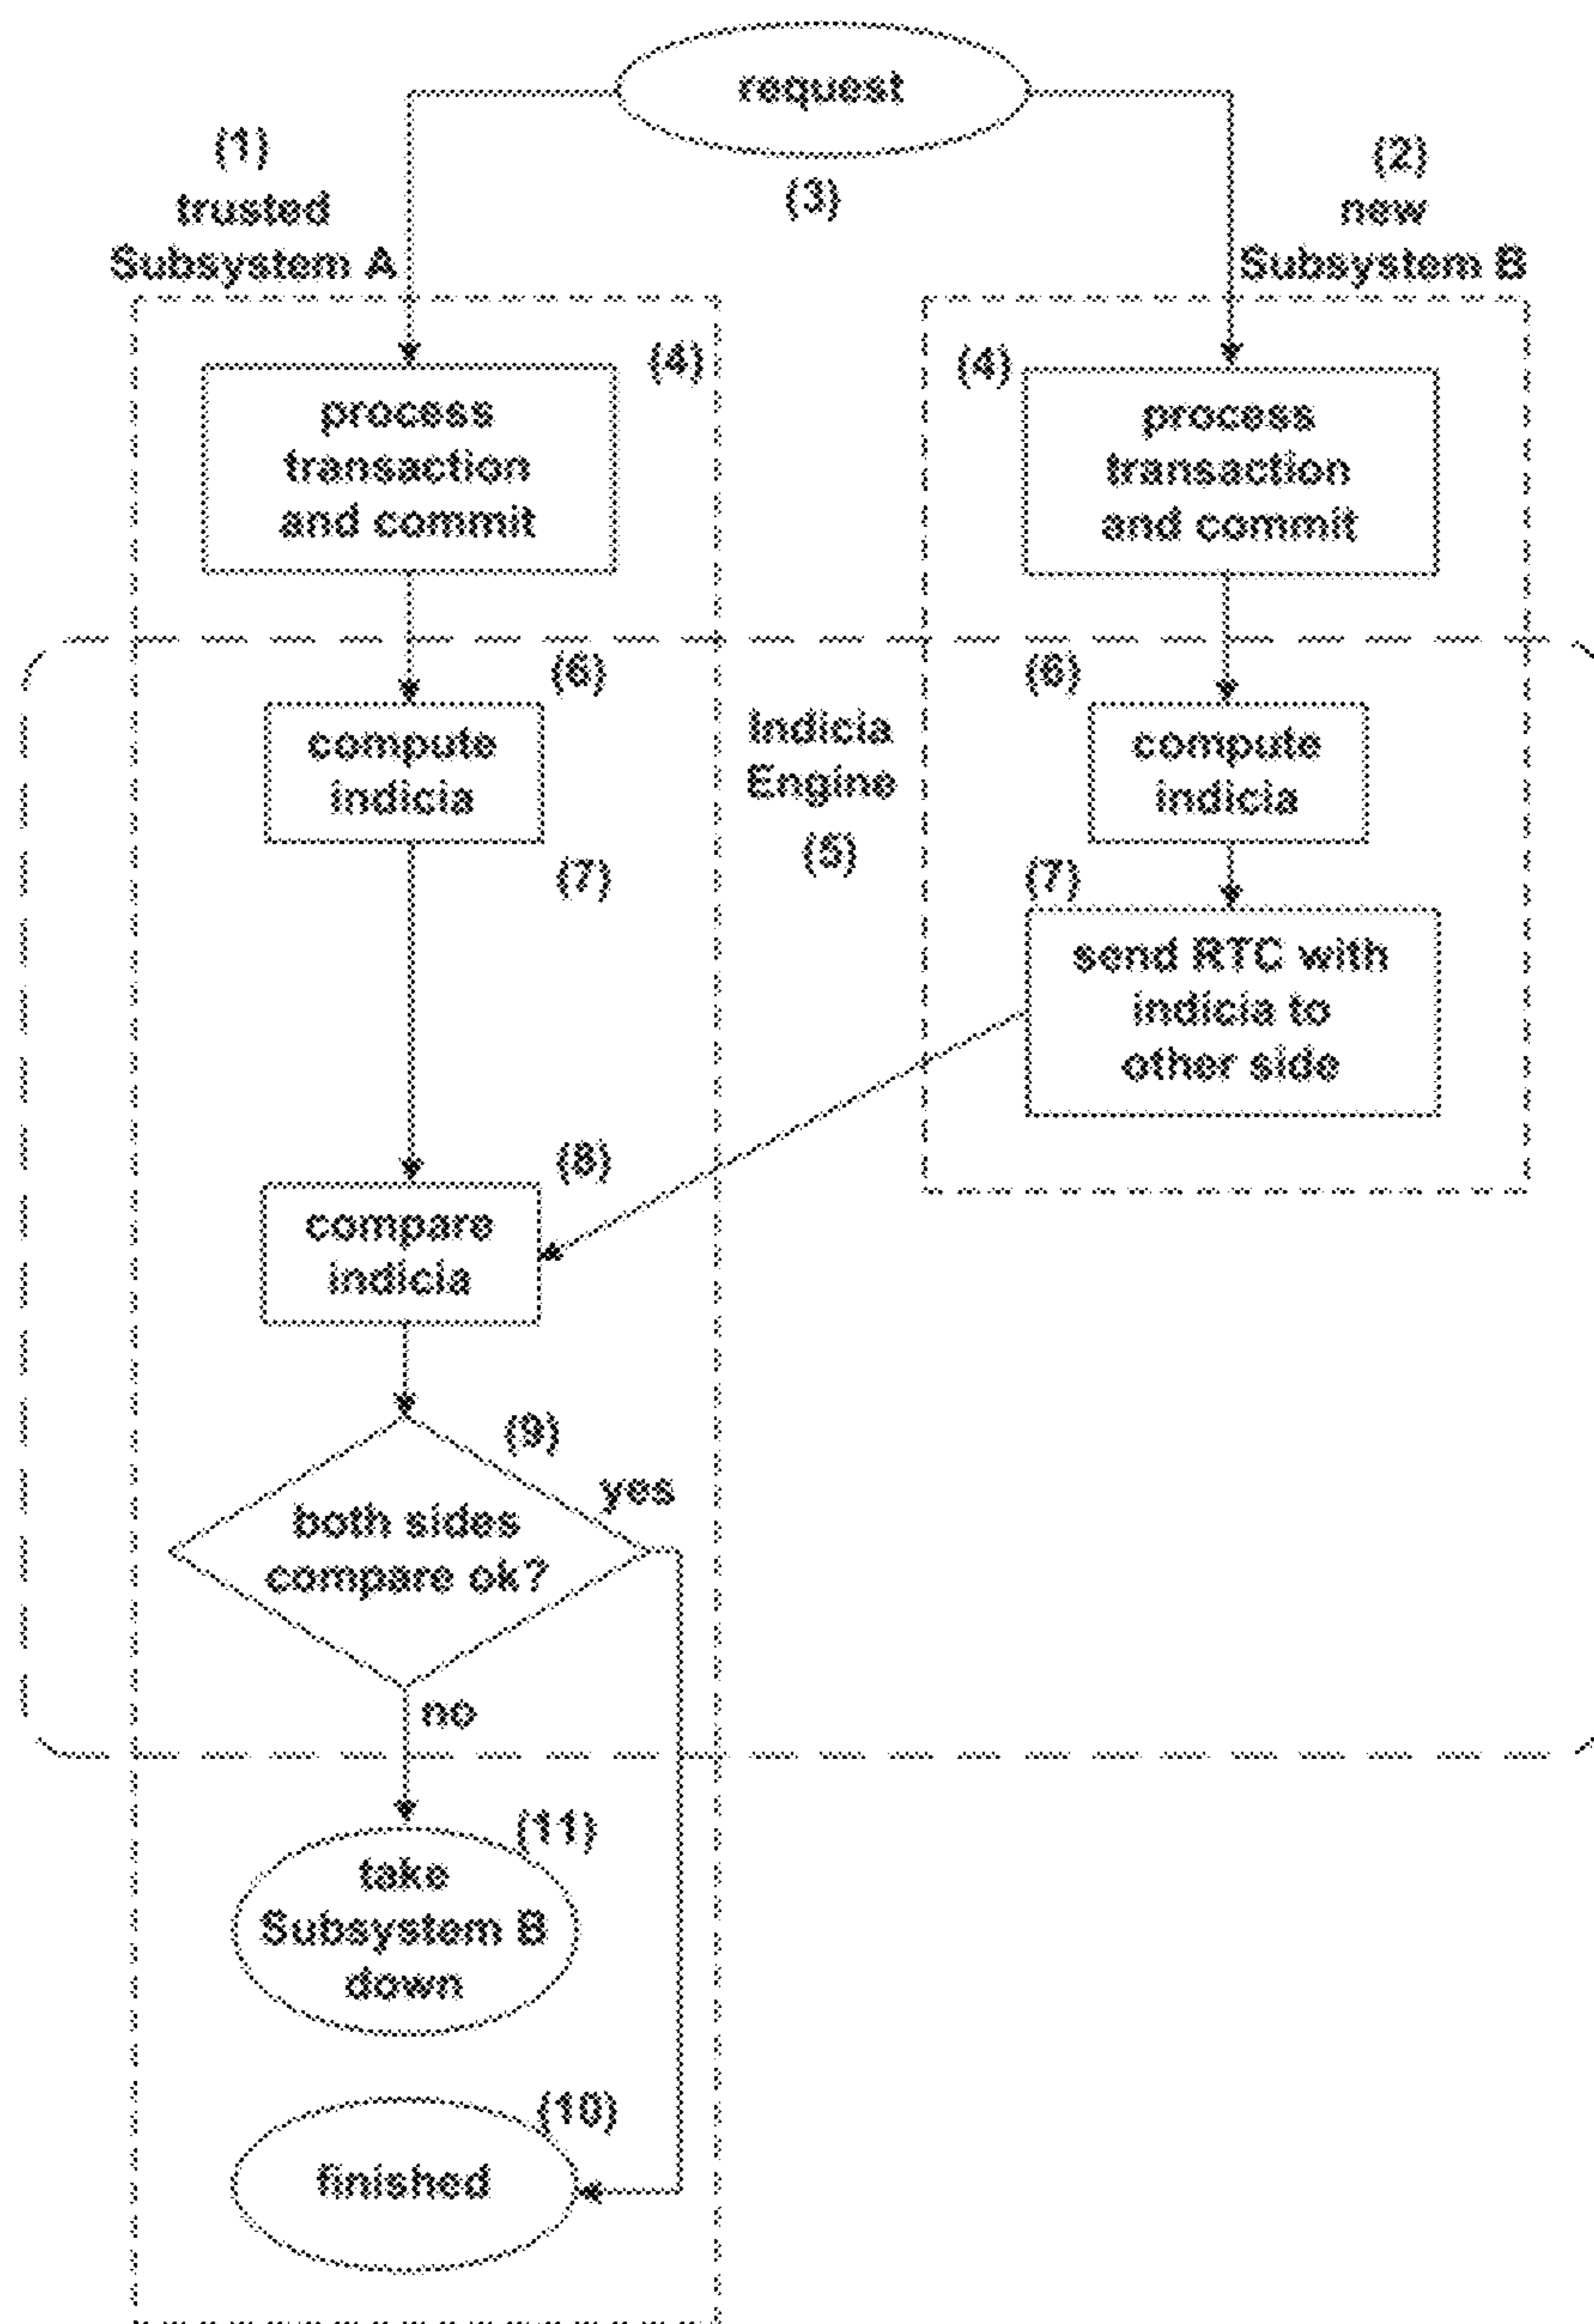 request
(3)
(1)
trusted
Subsystem A
(2)
new
Subsystem B
(4)
process
transaction
and commit
(4)
process
transaction
and commit
(6)
compute
indicia
(7)
Indicia
Engine
(5)
(6)
compute
indicia
(7)
send RTC with
indicia to
other side
(8)
compare
indicia
(9)
yes
both sides
compare ok?
no
(11)
take
Subsystem B
down
(10)
finished